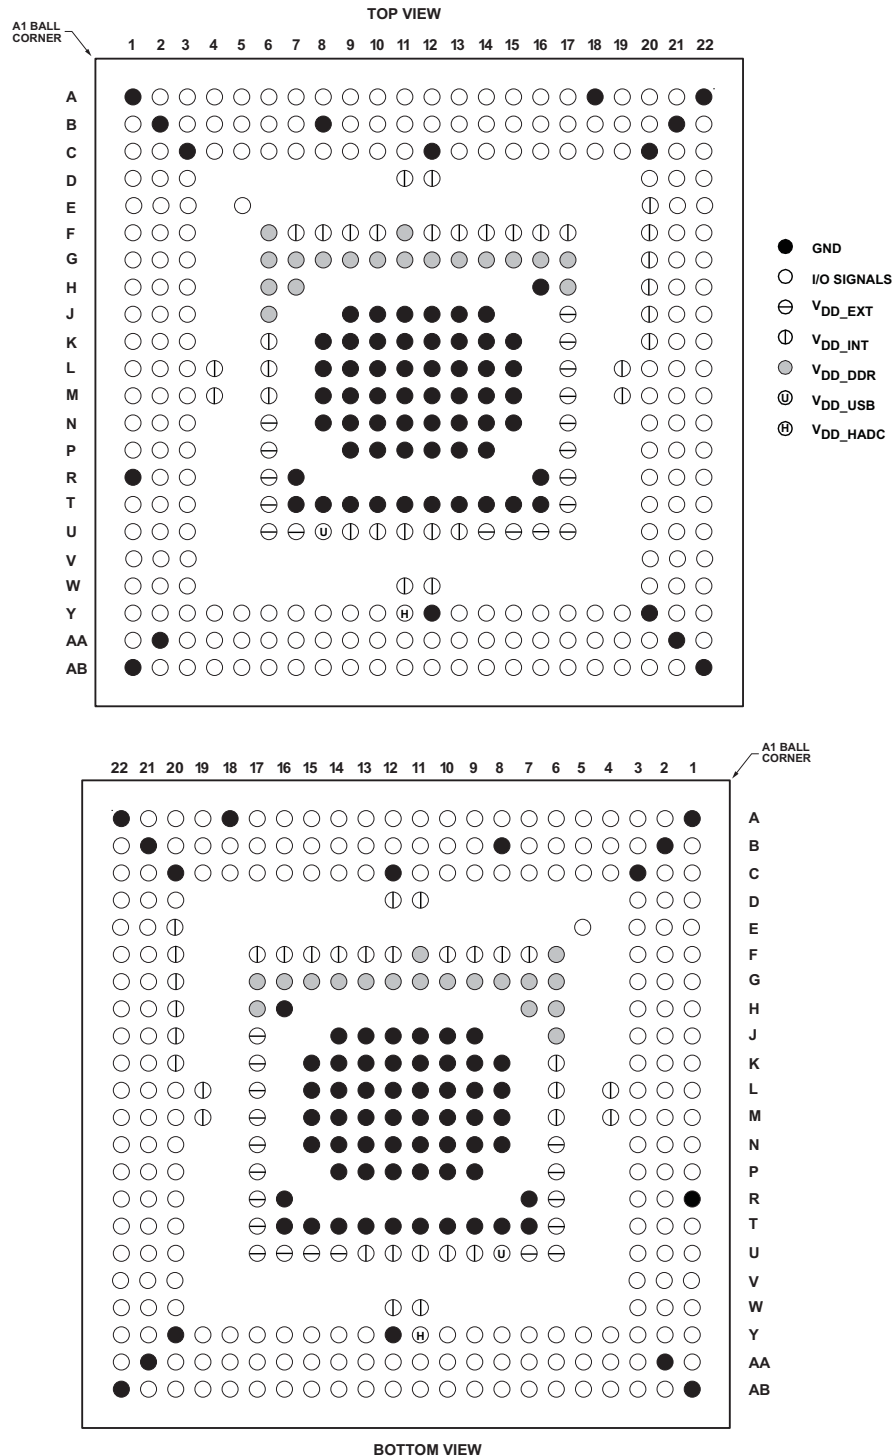 TOP VIEW
A1 BALL
CORNER
1 2 3 4 5 6 7 8 9 10 11 12 13 14 15 16 17 18 19 20 21 22
A
B
C
D
E
F
G
H
J
K
L
M
N
P
R
T
U U
V
W
Y H
AA
AB
GND
I/O SIGNALS
VDD_EXT
VDD_INT
VDD_DDR
U VDD_USB
H VDD_HADC
A1 BALL
CORNER
22 21 20 19 18 17 16 15 14 13 12 11 10 9 8 7 6 5 4 3 2 1
A
B
C
D
E
F
G
H
J
K
L
M
N
P
R
T
U U
V
W
H Y
AA
AB
BOTTOM VIEW